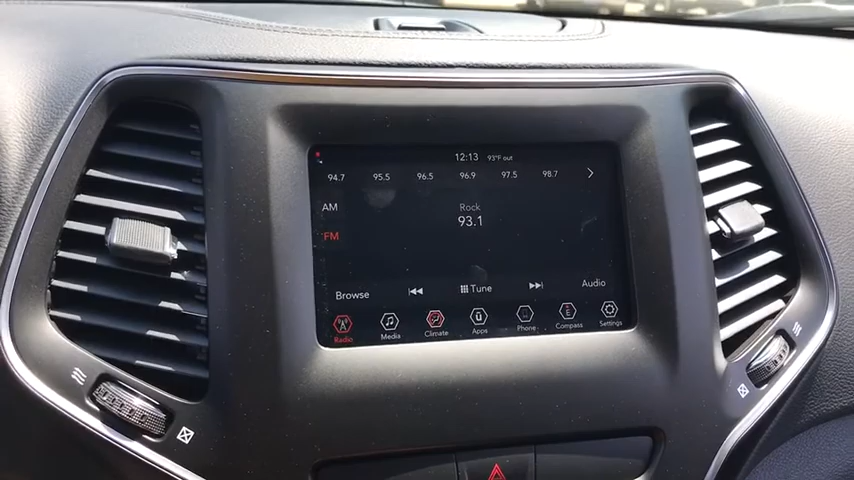 12:13 93°F out
94.7 95.5 96.5 96.9 97.5 98.7
AM
Rock
93.1
FM
Browse Tune Audio
Radio Media Climate Apps Phone Compass Settings
E